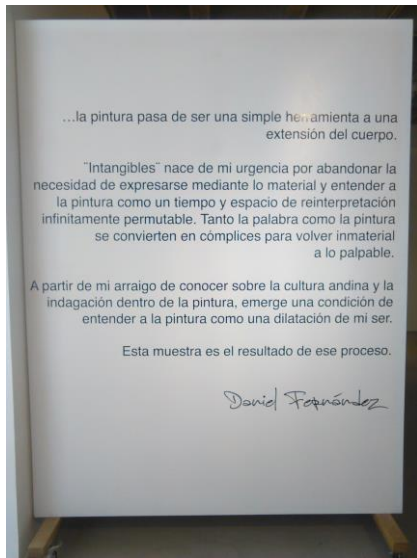 ...la pintura pasa de ser una simple herramienta a una
extensión del cuerpo.
¨Intangibles¨ nace de mi urgencia por abandonar la
necesidad de expresarse mediante lo material y entender a
la pintura como un tiempo y espacio de reinterpretación
infinitamente permutable. Tanto la palabra como la pintura
se convierten en cómplices para volver inmaterial
a lo palpable.
A partir de mi arraigo de conocer sobre la cultura andina y la
indagación dentro de la pintura, emerge una condición de
entender a la pintura como una dilatación de mi ser.
Esta muestra es el resultado de ese proceso.
Daniel Fernández